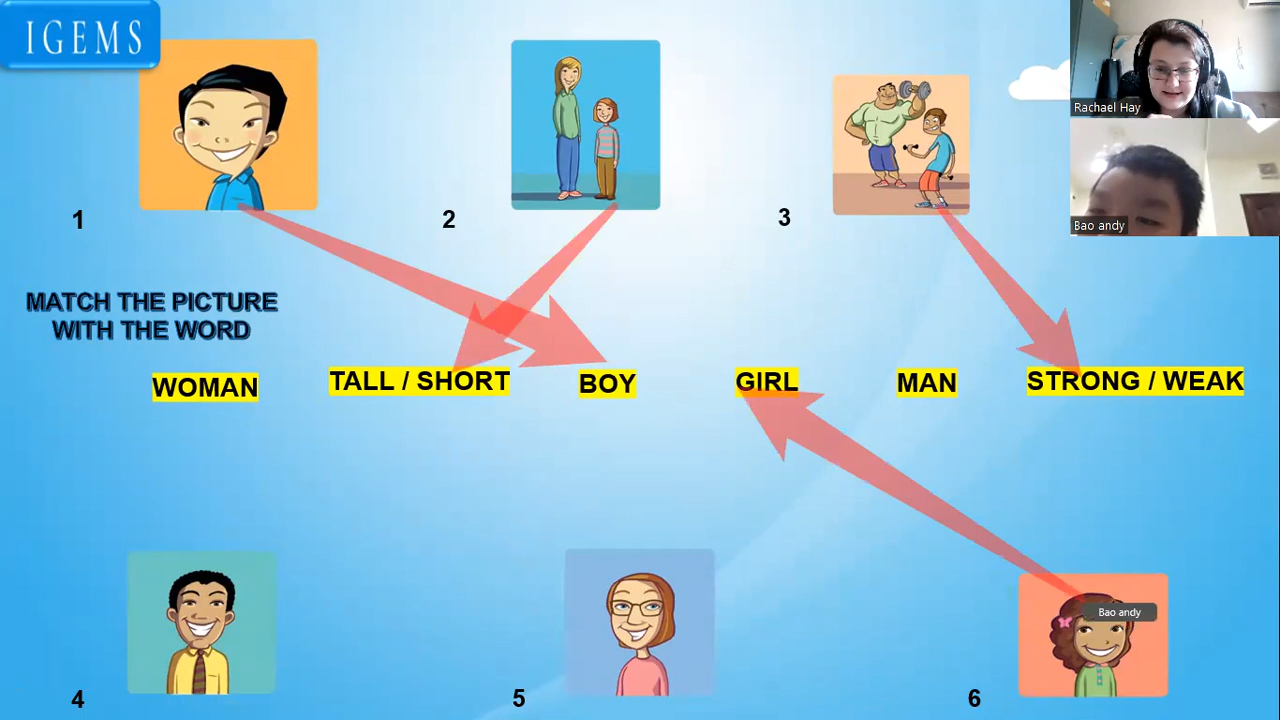 IGEMS
Rachael Hay
Bao andy
1
2
3
MATCH THE PICTURE
WITH THE WORD
WOMAN
TALL / SHORT
BOY
GIRL
MAN
STRONG / WEAK
Bao andy
4
5
6